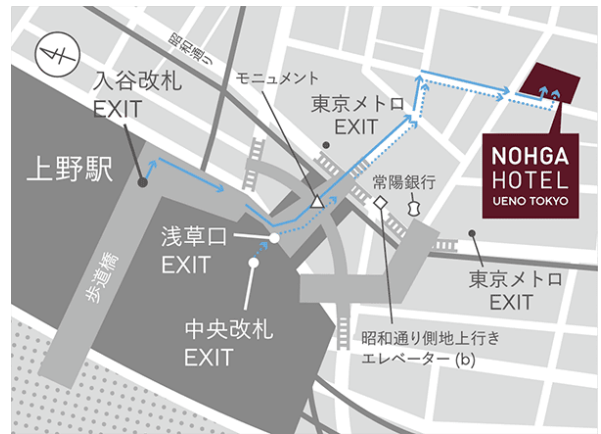 昭和通り
入谷改札
EXIT
モニュメント
東京メトロ
EXIT
上野駅
常陽銀行
NOHGA
HOTEL
UENO TOKYO
浅草口
EXIT
歩道橋
東京メトロ
EXIT
中央改札
EXIT
昭和通り側地上行き
エレベーター (b)